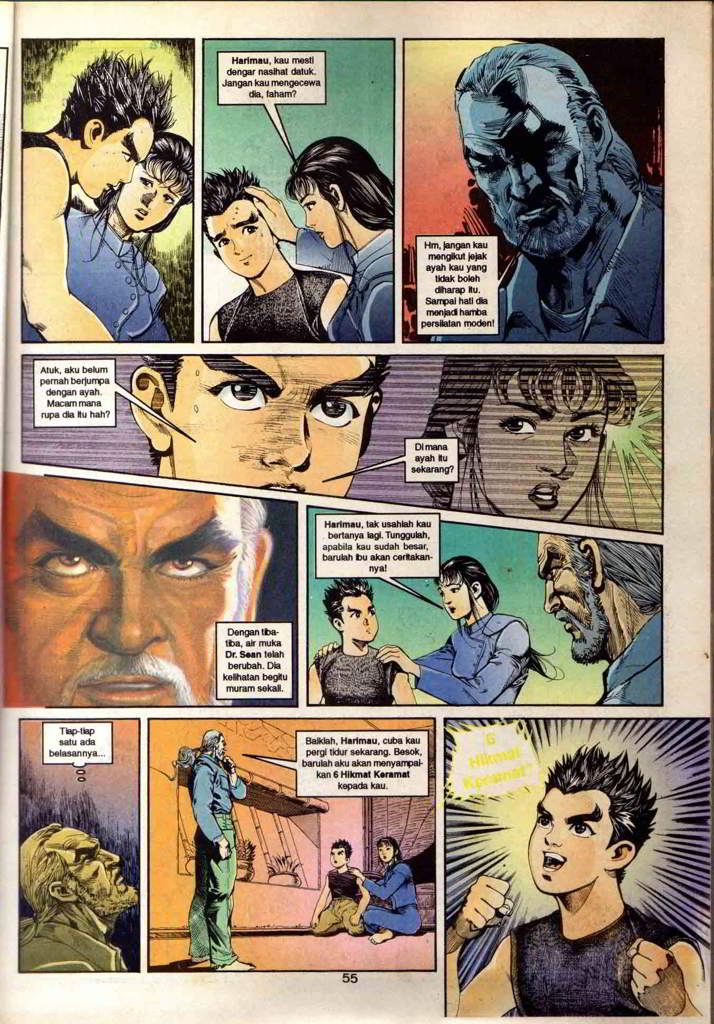 Harimau, kau mesti
dengar nasihat datuk.
Jangan kau mengecewa
dia, faham?
Hm, jangan kau
mengikut jejak
ayah kau yang
tidak boleh
diharap itu.
Sampai hati dia
menjadi hamba
persilatan moden!
Atuk, aku belum
pernah berjumpa
dengan ayah.
Macam mana
rupa dia itu hah?
Di mana
ayah itu
sekarang?
Dengan tiba-
tiba, air muka
Dr. Sean telah
berubah. Dia
kelihatan begitu
muram sekali.
Harimau, tak usahlah kau
bertanya lagi. Tunggulah,
apabila kau sudah besar,
barulah ibu akan ceritakan-
nya!
Tiap-tiap
satu ada
belasannya...
Baiklah, Harimau, cuba kau
pergi tidur sekarang. Besok,
barulah aku akan menyampai-
kan 6 Hikmat Keramat
kepada kau.
6
Hikmat
Keramat
55